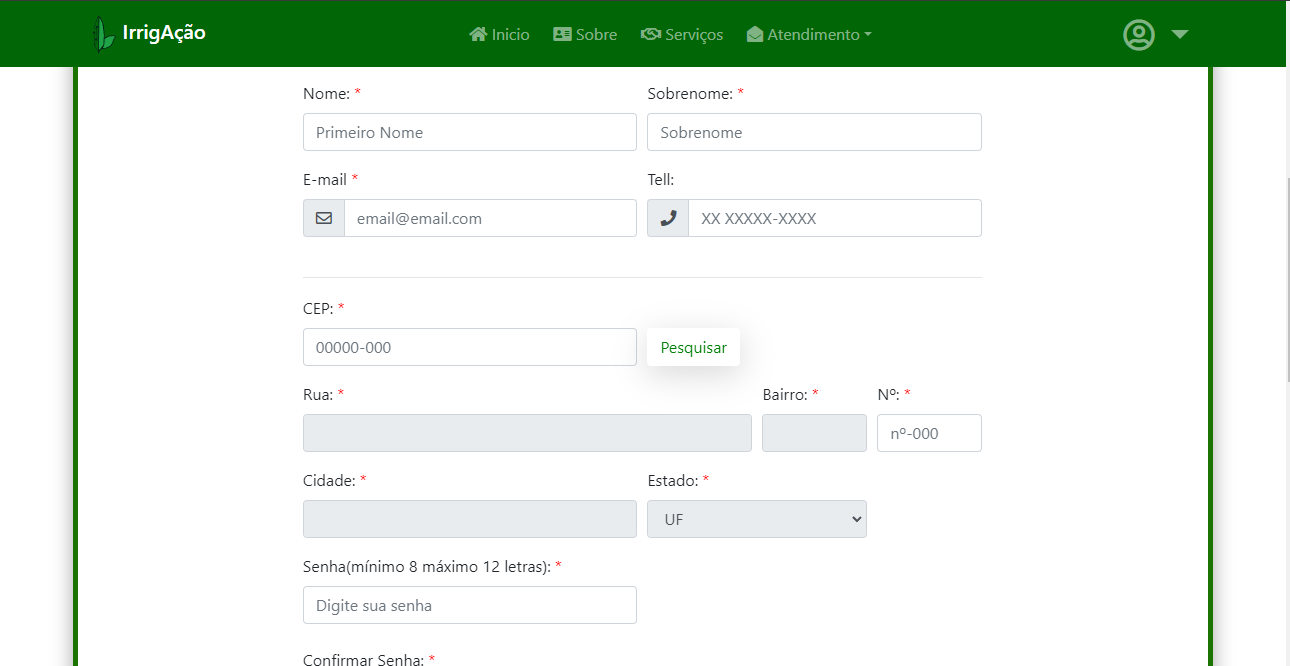 IrrigAção Inicio Sobre Serviços Atendimento
Nome: * Sobrenome: *
Primeiro Nome Sobrenome
E-mail * Tell:
email@email.com XX XXXXX-XXXX
CEP: *
00000-000 Pesquisar
Rua: * Bairro: * Nº: *
nº-000
Cidade: * Estado: *
UF
Senha(mínimo 8 máximo 12 letras): *
Digite sua senha
Confirmar Senha: *